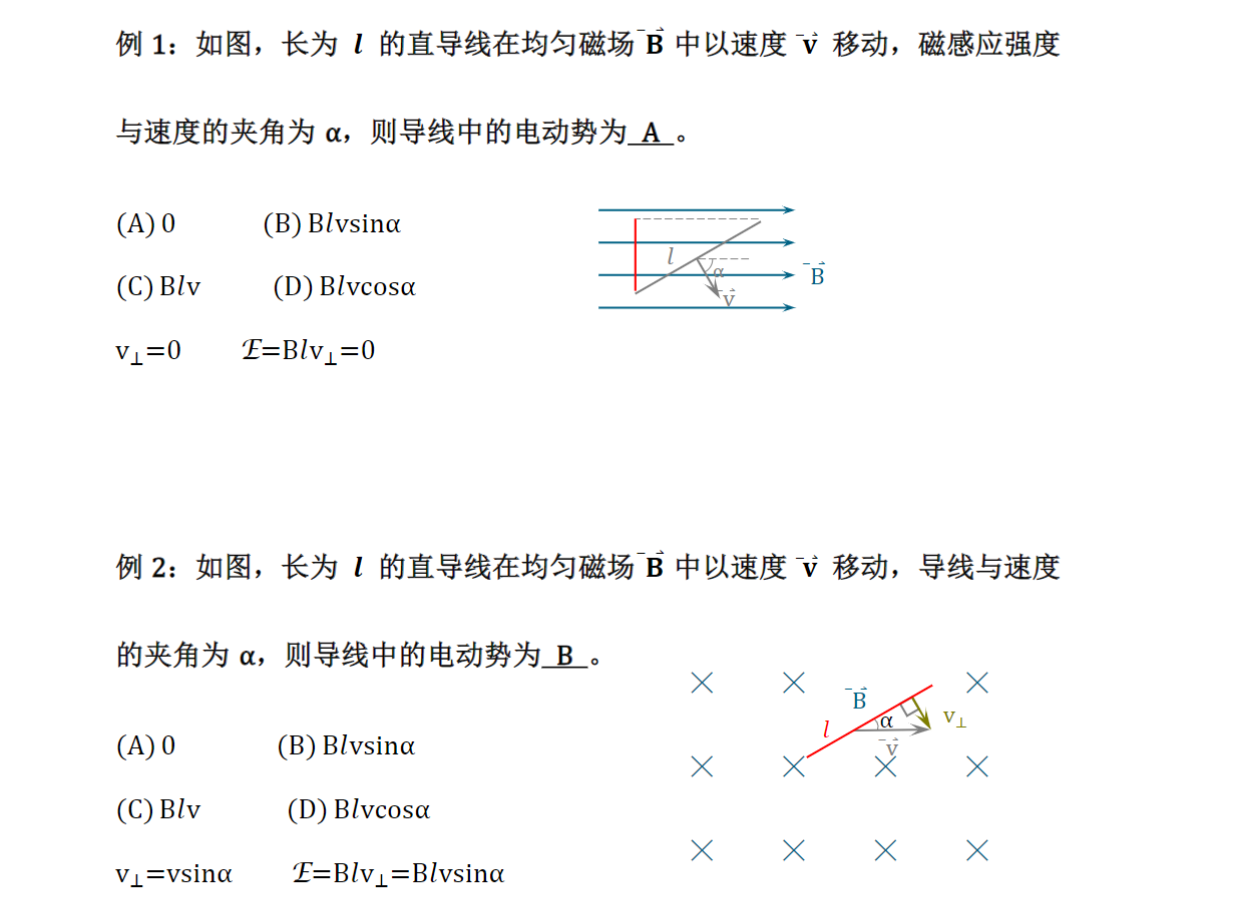 例 1：如图，长为 l 的直导线在均匀磁场 B⃗ 中以速度 v⃗ 移动，磁感应强度
与速度的夹角为 α，则导线中的电动势为 A 。
(A) 0 (B) Blvsinα
(C) Blv (D) Blvcosα
l
α
B⃗
v⃗
v⊥=0 ℰ=Blv⊥=0
例 2：如图，长为 l 的直导线在均匀磁场 B⃗ 中以速度 v⃗ 移动，导线与速度
的夹角为 α，则导线中的电动势为 B 。
B⃗
α
v⊥
l
v⃗
(A) 0 (B) Blvsinα
(C) Blv (D) Blvcosα
v⊥=vsinα ℰ=Blv⊥=Blvsinα